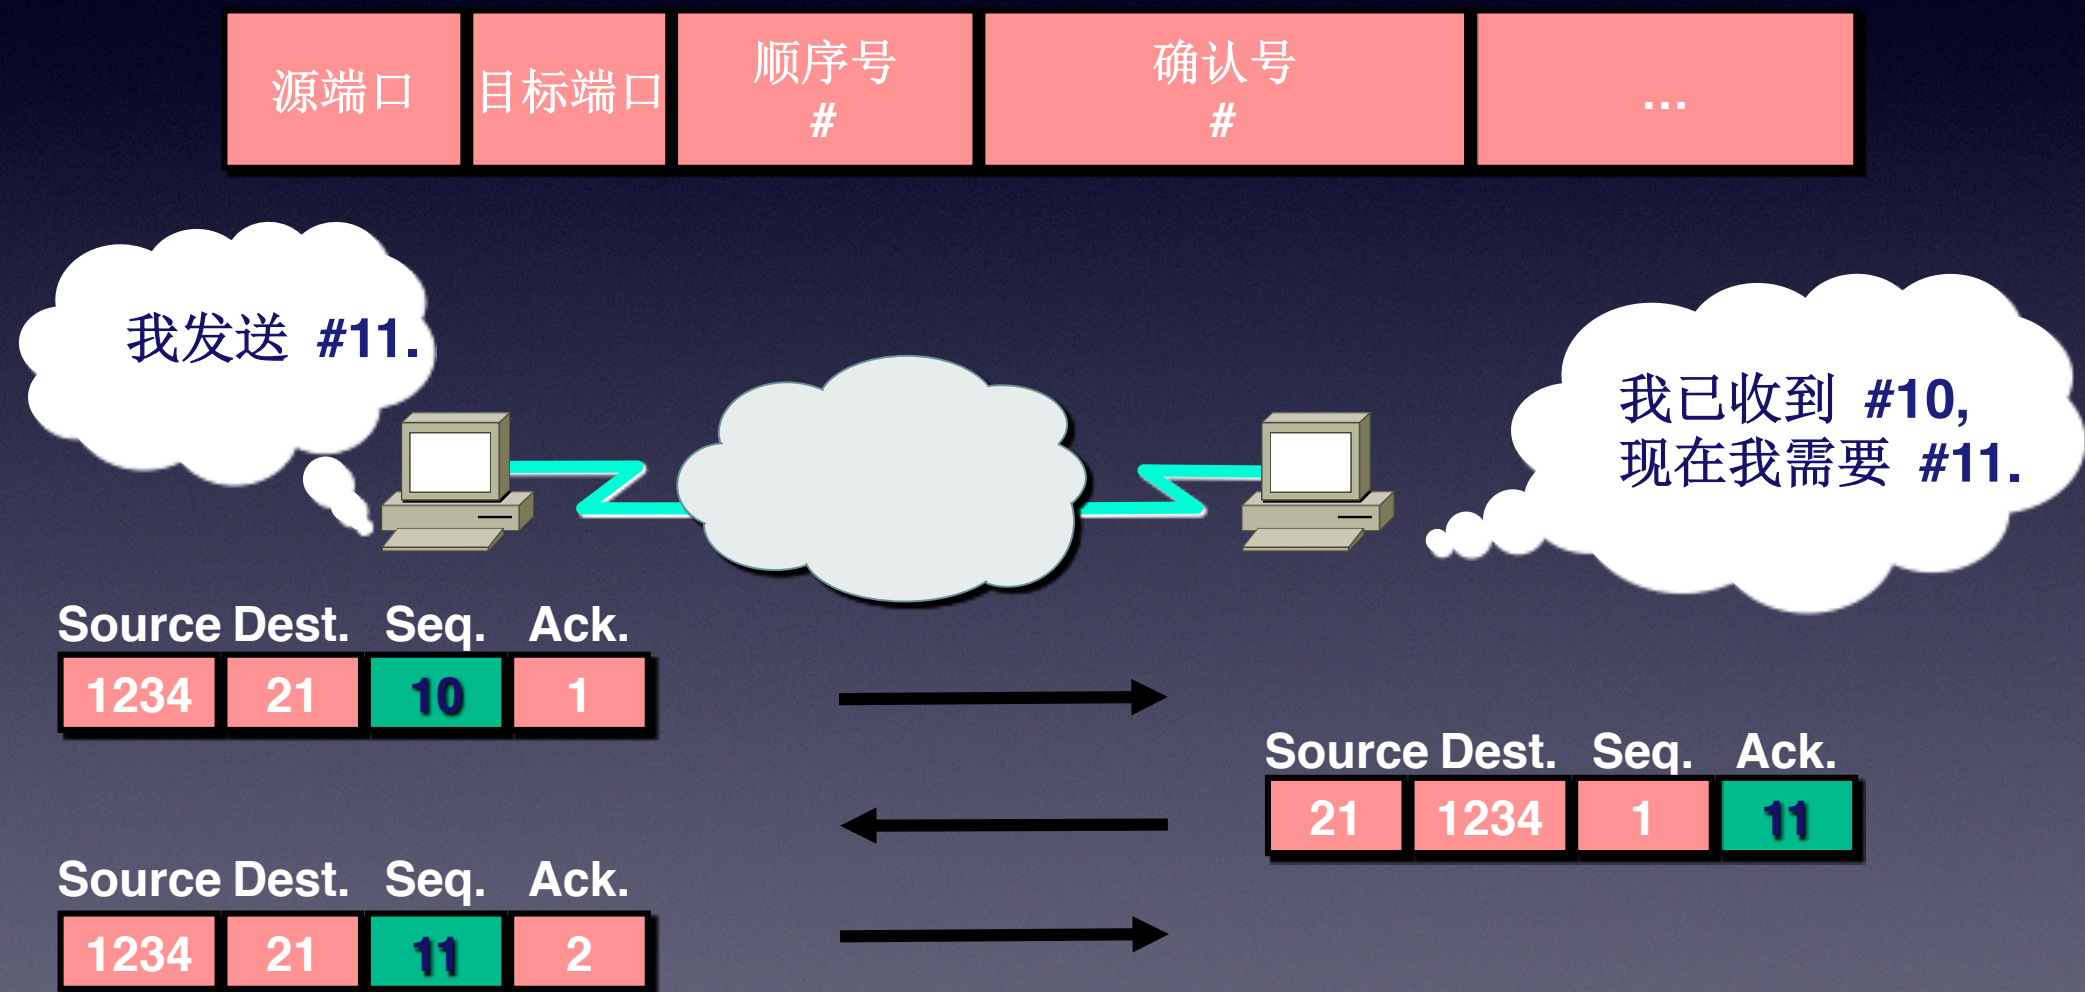 源端口 目标端口 顺序号 # 确认号 # ...
我发送 #11.
我已收到 #10,
现在我需要 #11.
Source Dest. Seq. Ack.
1234 21 10 1
Source Dest. Seq. Ack.
21 1234 1 11
Source Dest. Seq. Ack.
1234 21 11 2